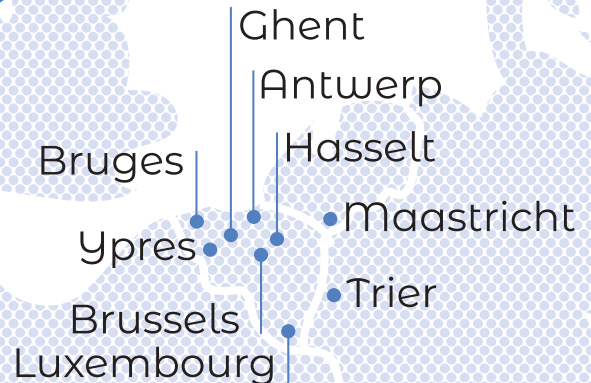 Ghent
Antwerp
Hasselt
Bruges
Maastricht
Ypres
Trier
Brussels
Luxembourg